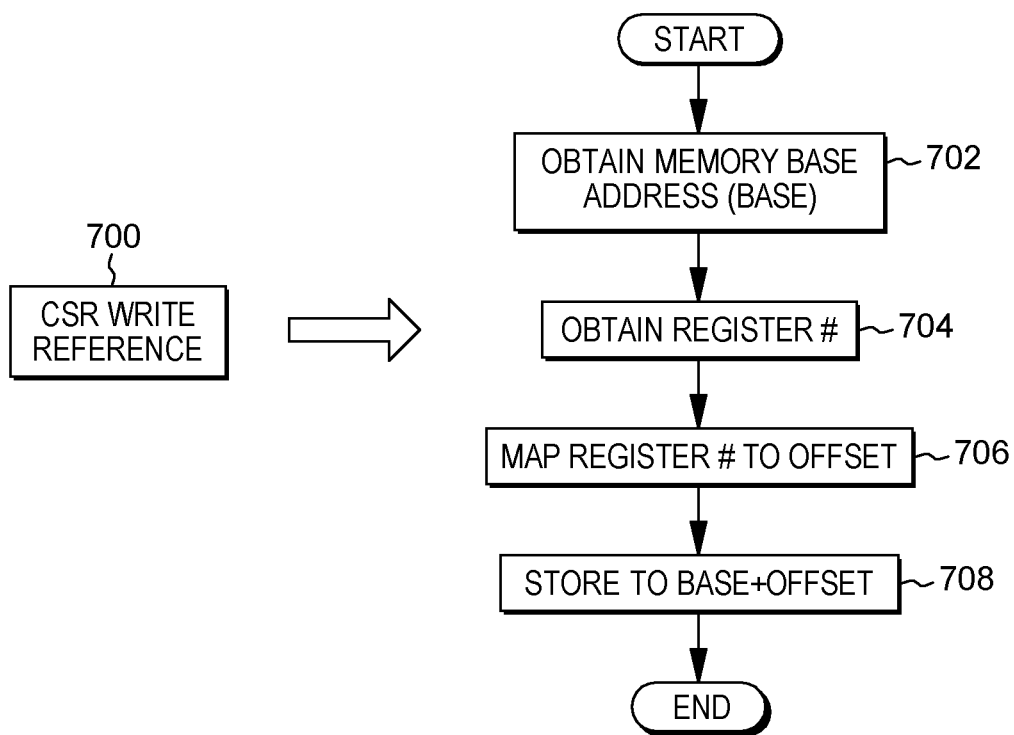 700
CSR WRITE
REFERENCE
START
OBTAIN MEMORY BASE
ADDRESS (BASE)
702
OBTAIN REGISTER #
704
MAP REGISTER # TO OFFSET
706
STORE TO BASE+OFFSET
708
END